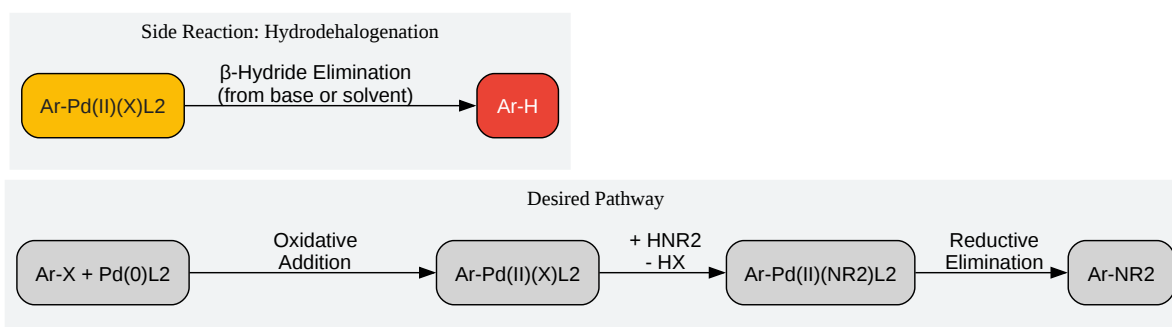 Side Reaction: Hydrodehalogenation
β-Hydride Elimination
(from base or solvent)
Ar-Pd(II)(X)L2
Ar-H
Desired Pathway
Oxidative
Addition
+ HNR2
- HX
Reductive
Elimination
Ar-X + Pd(0)L2
Ar-Pd(II)(X)L2
Ar-Pd(II)(NR2)L2
Ar-NR2